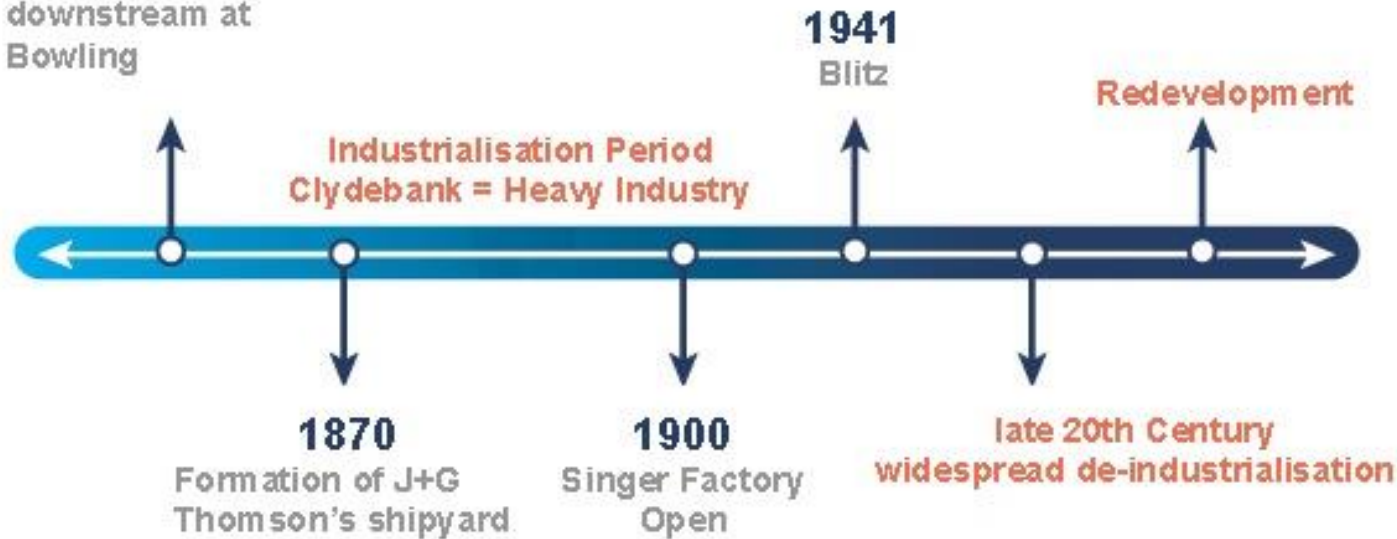 downstream at
Bowling
1941
Blitz
Redevelopment
Industrialisation Period
Clydebank = Heavy Industry
1870
Formation of J+G
Thomson's shipyard
1900
Singer Factory
Open
late 20th Century
widespread de-industrialisation